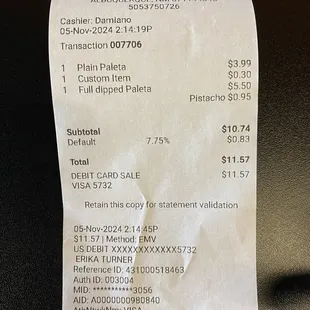 5053750726
Cashier: Damiano
05-Nov-2024 2:14:19P
Transaction 007706
1 Plain Paleta $3.99
1 Custom Item $0.30
1 Full dipped Paleta $5.50
Pistacho $0.95
Subtotal $10.74
Default 7.75% $0.83
Total $11.57
DEBIT CARD SALE $11.57
VISA 5732
Retain this copy for statement validation
05-Nov-2024 2:14:45P
$11.57 | Method: EMV
US DEBIT XXXXXXXXXXXX5732
ERIKA TURNER
Reference ID: 431000518463
Auth ID: 003004
MID: **********3056
AID: A0000000980840